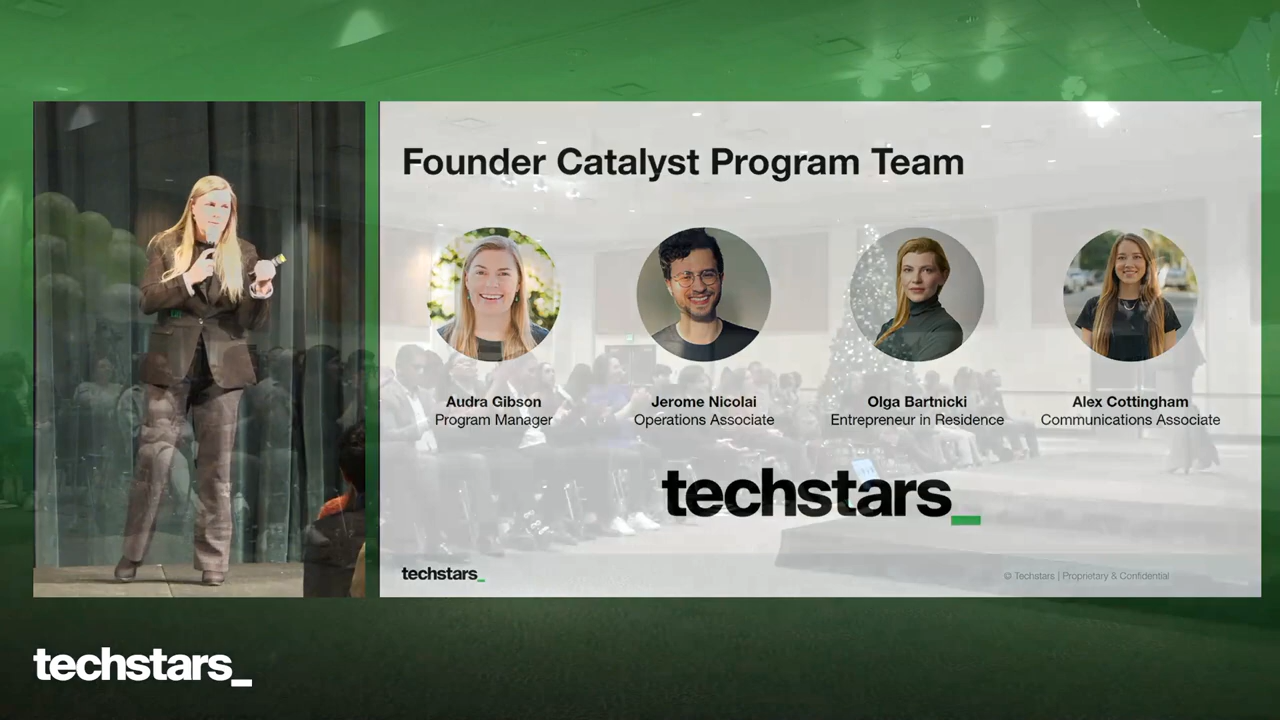 Founder Catalyst Program Team
Audra Gibson
Program Manager
Jerome Nicolai
Operations Associate
Olga Bartnicki
Entrepreneur in Residence
Alex Cottingham
Communications Associate
techstars_
techstars_
© Techstars | Proprietary & Confidential
techstars_